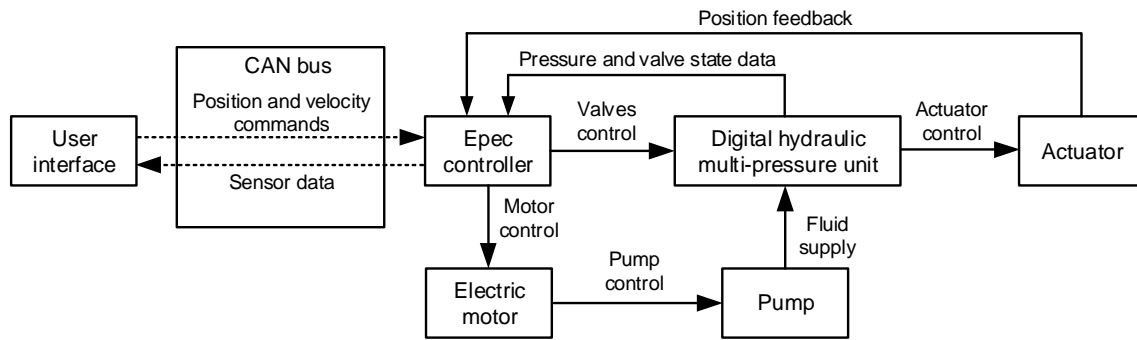 Position feedback
CAN bus
Pressure and valve state data
Position and velocity
commands
User
interface
Sensor data
Epec
controller
Valves
control
Digital hydraulic
multi-pressure unit
Actuator
control
Actuator
Motor
control
Fluid
supply
Electric
motor
Pump
control
Pump